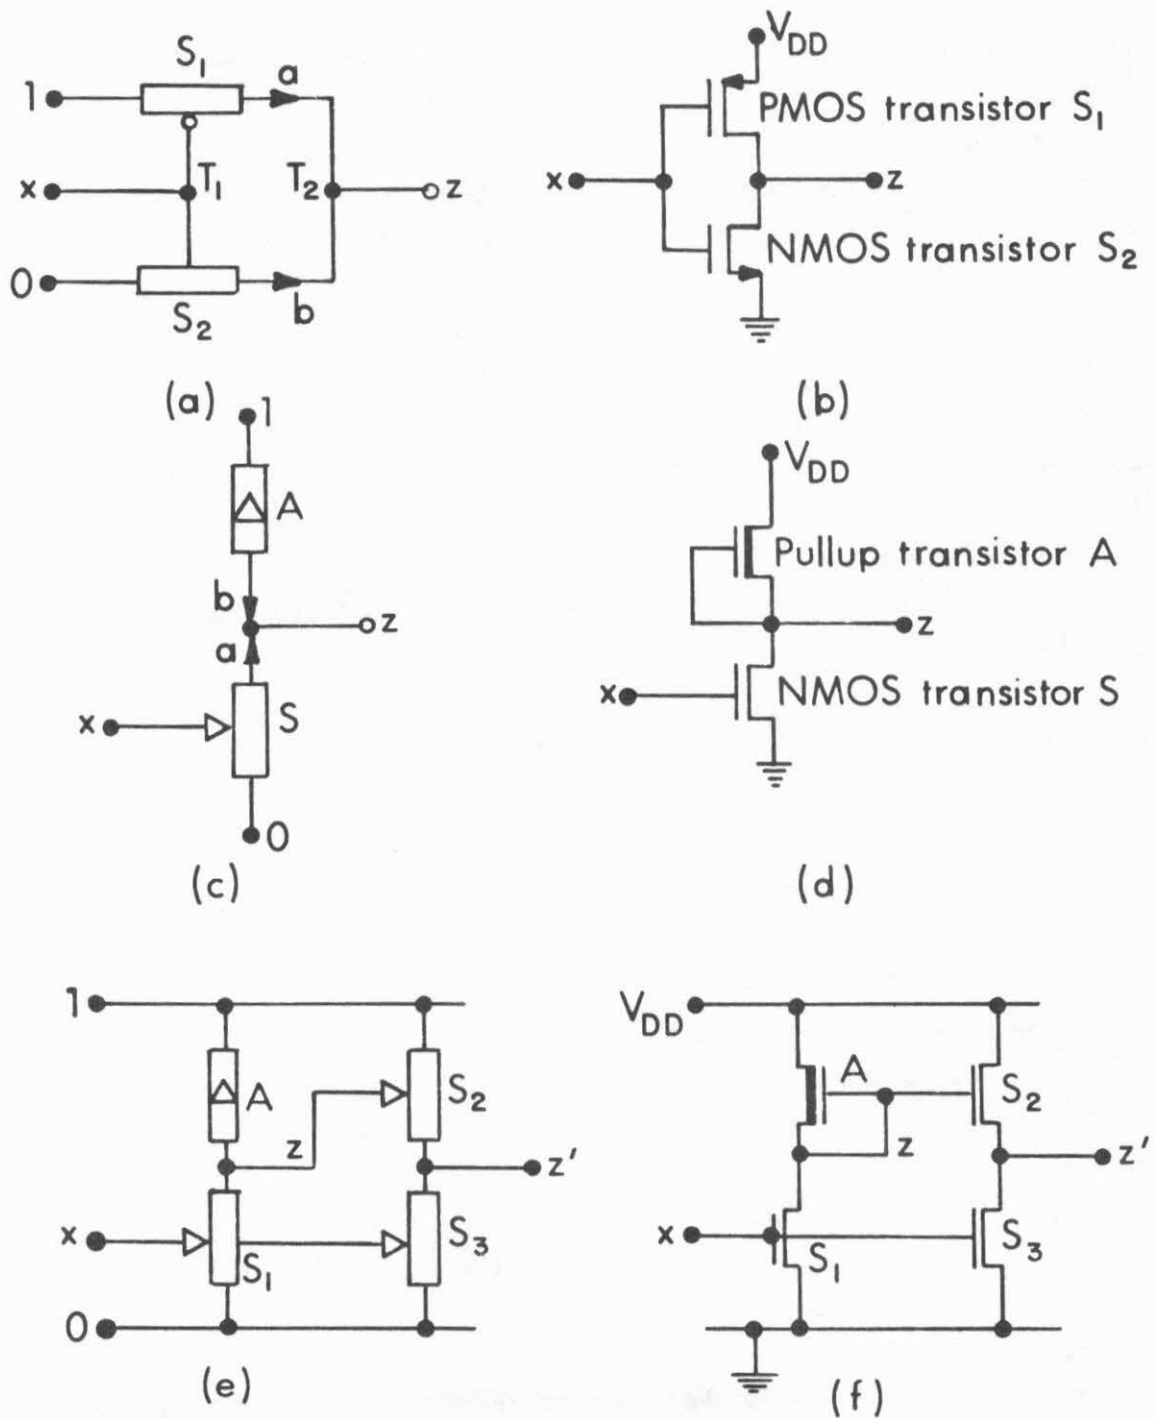 S1 a
1
x T1 T2 z
0
S2 b
(a)
VDD
PMOS transistor S1
x z
NMOS transistor S2
(b)
1
A
b
z
a
x S
0
(c)
VDD
Pullup transistor A
z
x NMOS transistor S
(d)
1
A S2
z
z'
x S1 S3
0
(e)
VDD
A S2
z z'
x S1 S3
(f)